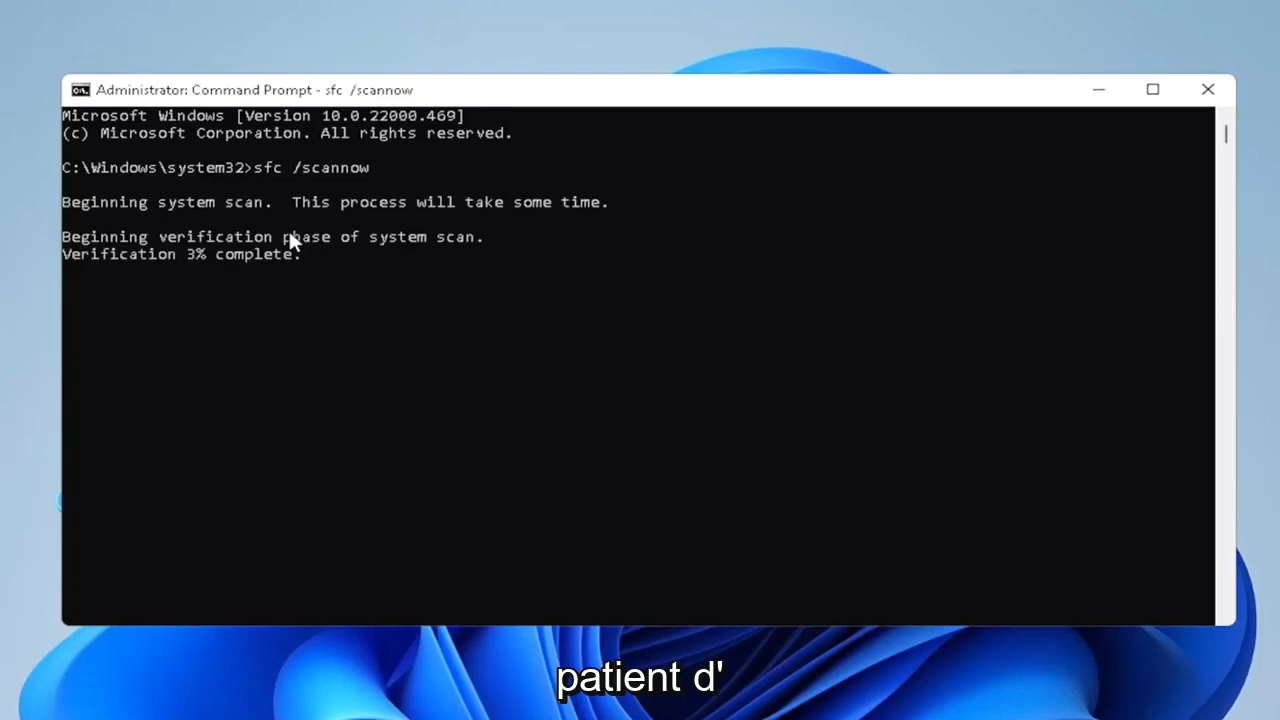 Administrator: Command Prompt - sfc /scannow
Microsoft Windows [Version 10.0.22000.469]
(c) Microsoft Corporation. All rights reserved.
C:\Windows\system32>sfc /scannow
Beginning system scan.  This process will take some time.
Beginning verification phase of system scan.
Verification 3% complete.
patient d'